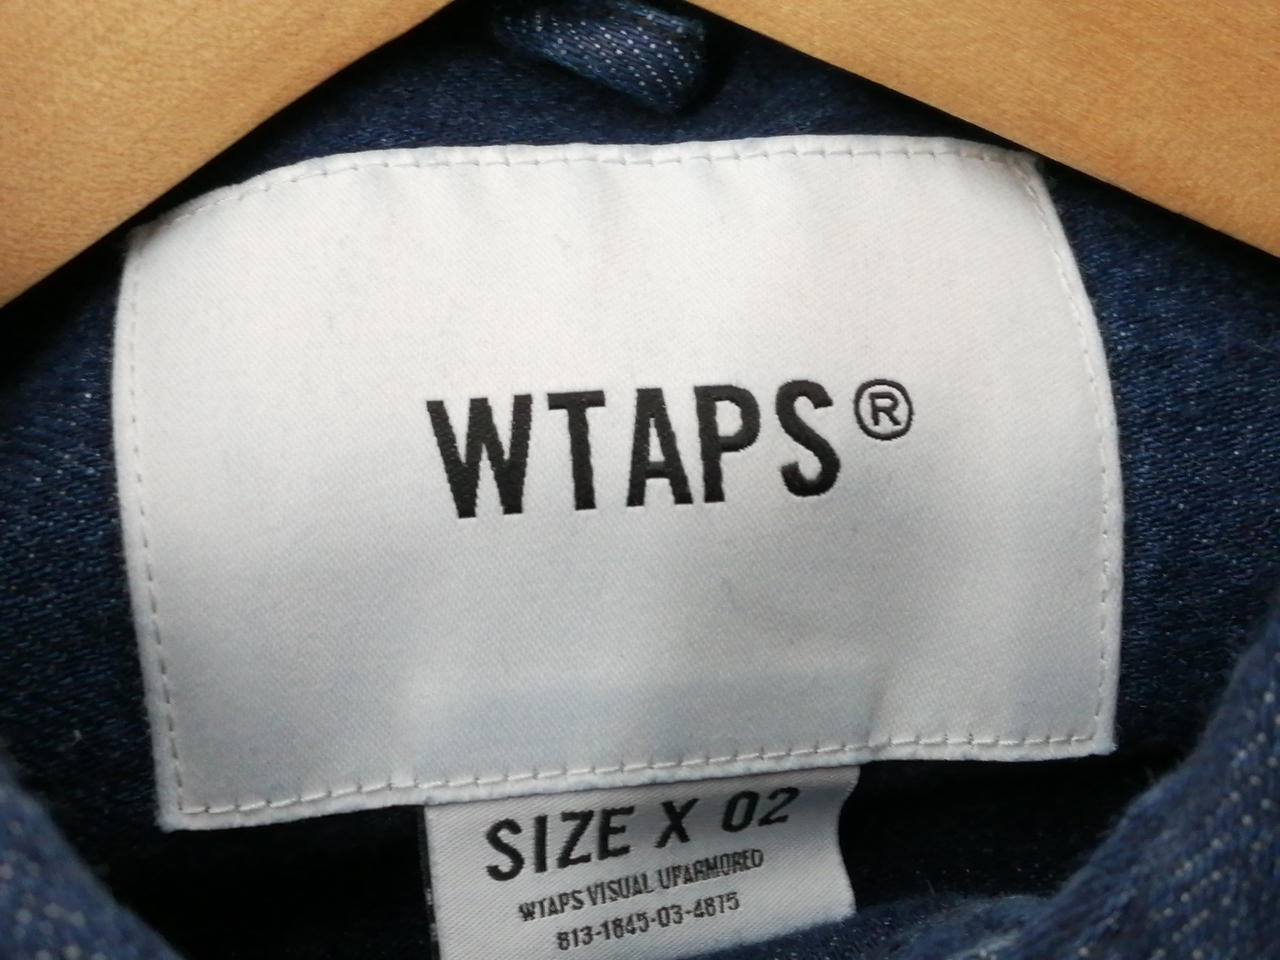 WTAPS®
SIZE X 02
WTAPS VISUAL UPARMORED
813-1845-03-4875